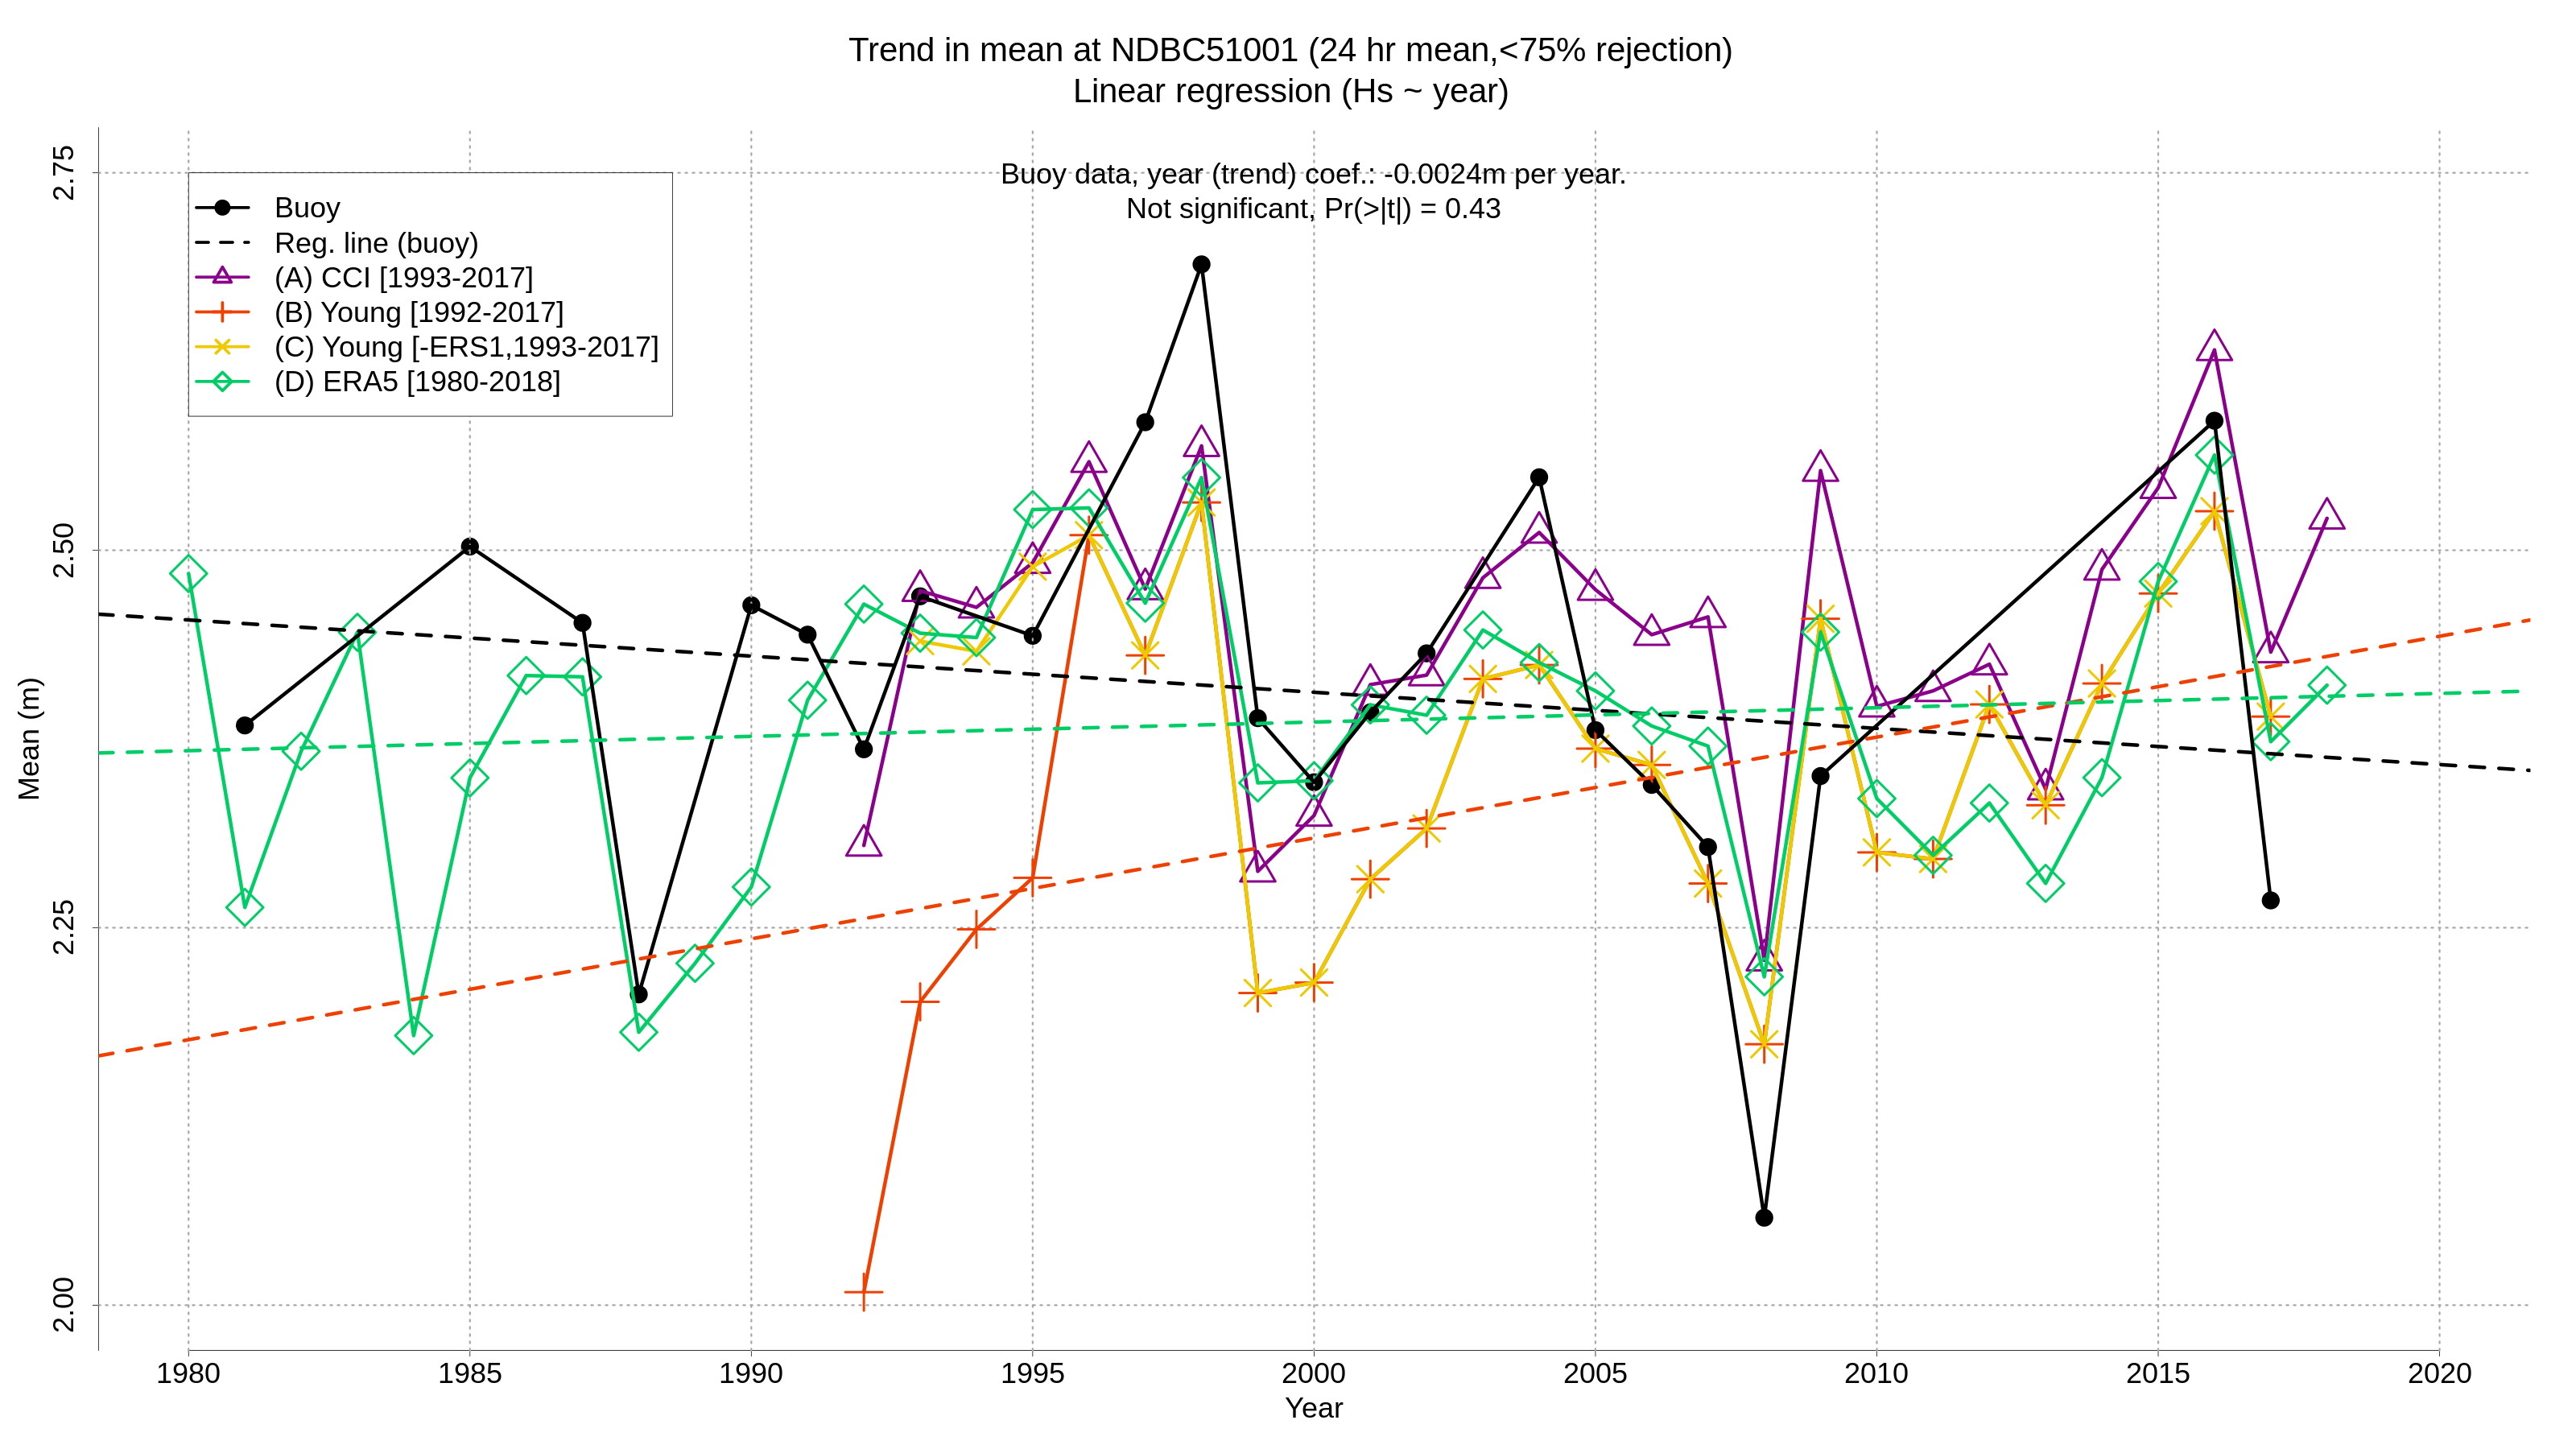 Trend in mean at NDBC51001 (24 hr mean,<75% rejection)
Linear regression (Hs ~ year)
Buoy data, year (trend) coef.: -0.0024m per year.
Not significant, Pr(>|t|) = 0.43
Buoy
Reg. line (buoy)
(A) CCI [1993-2017]
(B) Young [1992-2017]
(C) Young [-ERS1,1993-2017]
(D) ERA5 [1980-2018]
Mean (m)
2.75
2.50
2.25
2.00
1980 1985 1990 1995 2000 2005 2010 2015 2020
Year